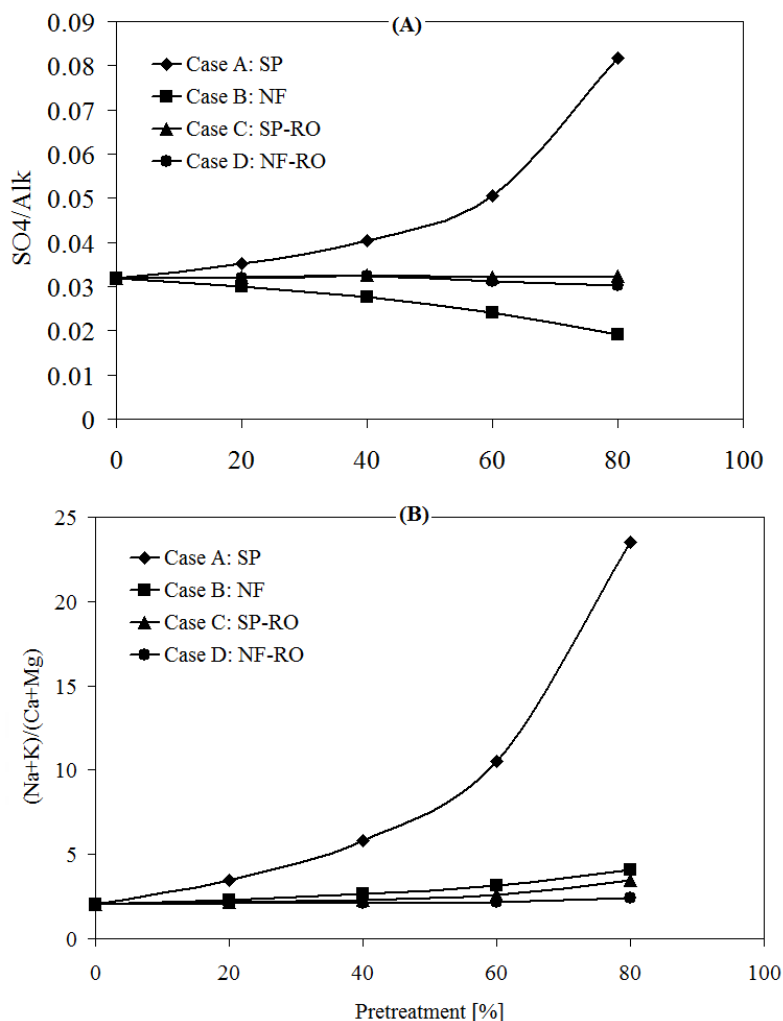 (A)
0.09
0.08
0.07
0.06
0.05
0.04
0.03
0.02
0.01
0
SO4/Alk
Case A: SP
Case B: NF
Case C: SP-RO
Case D: NF-RO
0 20 40 60 80 100
(B)
25
20
15
10
5
0
(Na+K)/(Ca+Mg)
Case A: SP
Case B: NF
Case C: SP-RO
Case D: NF-RO
0 20 40 60 80 100
Pretreatment [%]